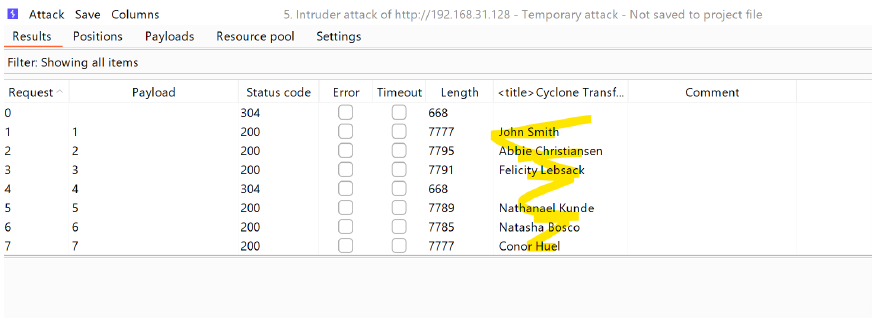 Attack Save Columns 5. Intruder attack of http://192.168.31.128 - Temporary attack - Not saved to project file
Results Positions Payloads Resource pool Settings
Filter: Showing all items
Request Payload Status code Error Timeout Length <title>Cyclone Transf... Comment
0 304 668
1 1 200 7777 John Smith
2 2 200 7795 Abbie Christiansen
3 3 200 7791 Felicity Lebsack
4 4 304 668
5 5 200 7789 Nathanael Kunde
6 6 200 7785 Natasha Bosco
7 7 200 7777 Conor Huel